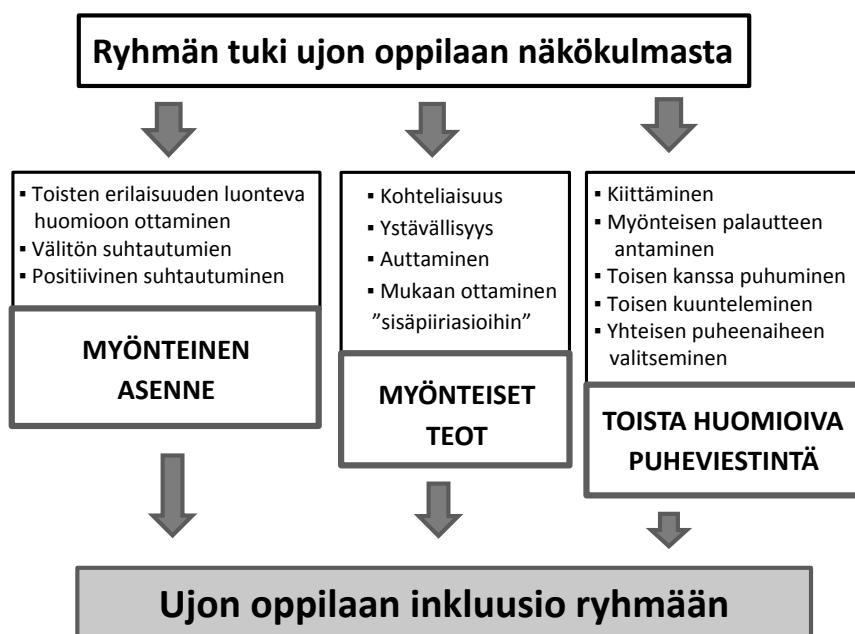 Ryhmän tuki ujon oppilaan näkökulmasta
▪ Toisten erilaisuuden luonteva
huomioon ottaminen
▪ Välitön suhtautumien
▪ Positiivinen suhtautuminen
MYÖNTEINEN
ASENNE
▪ Kohteliaisuus
▪ Ystävällisyys
▪ Auttaminen
▪ Mukaan ottaminen
”sisäpiiriasioihin”
MYÖNTEISET
TEOT
▪ Kiittäminen
▪ Myönteisen palautteen
antaminen
▪ Toisen kanssa puhuminen
▪ Toisen kuunteleminen
▪ Yhteisen puheenaiheen
valitseminen
TOISTA HUOMIOIVA
PUHEVIESTINTÄ
Ujon oppilaan inkluusio ryhmään